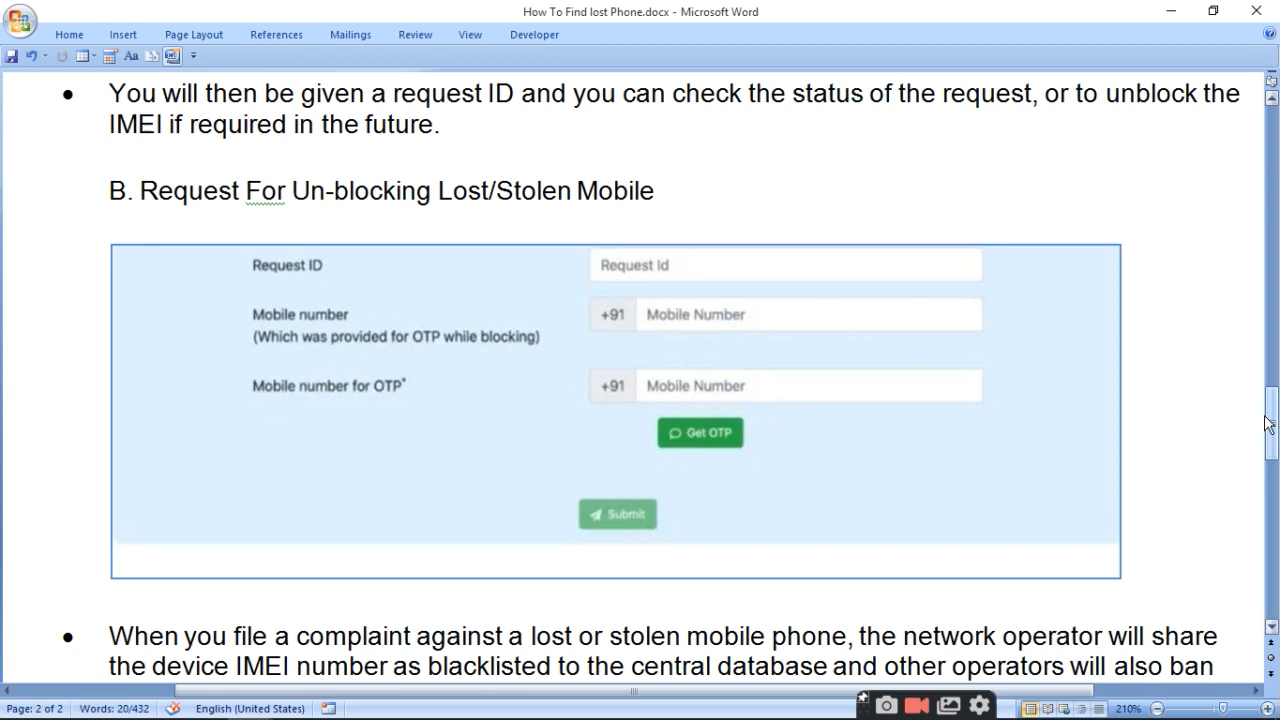 How To Find lost Phone.docx - Microsoft Word
Home Insert Page Layout References Mailings Review View Developer
Aa
• You will then be given a request ID and you can check the status of the request, or to unblock the
IMEI if required in the future.
B. Request For Un-blocking Lost/Stolen Mobile
Request ID Request Id
Mobile number +91 Mobile Number
(Which was provided for OTP while blocking)
Mobile number for OTP* +91 Mobile Number
Get OTP
Submit
• When you file a complaint against a lost or stolen mobile phone, the network operator will share
the device IMEI number as blacklisted to the central database and other operators will also ban
Page: 2 of 2 Words: 20/432 English (United States) 210%